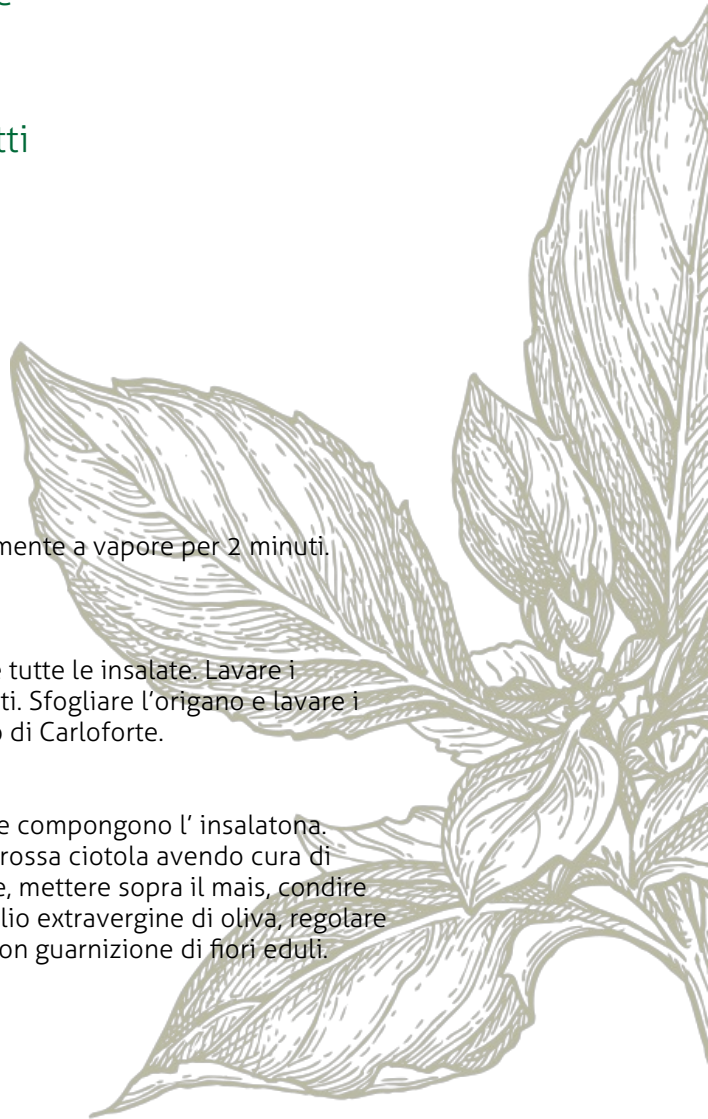 tti
mente a vapore per 2 minuti.
e tutte le insalate. Lavare i
ti. Sfogliare l’origano e lavare i
o di Carloforte.
e compongono l’ insalatona.
rossa ciotola avendo cura di
e, mettere sopra il mais, condire
lio extravergine di oliva, regolare
on guarnizione di fiori eduli.